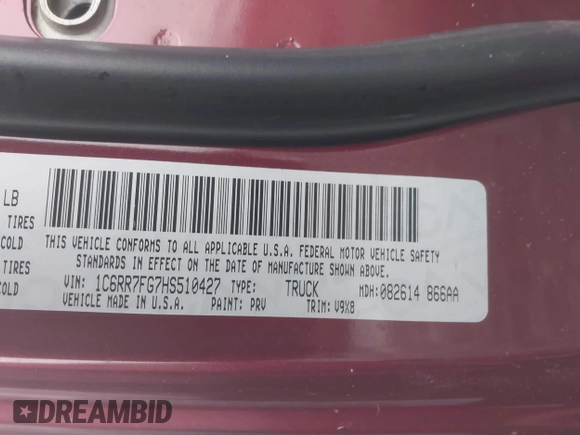 LB
TIRES
COLD
TIRES
COLD
THIS VEHICLE CONFORMS TO ALL APPLICABLE U.S.A. FEDERAL MOTOR VEHICLE SAFETY
STANDARDS IN EFFECT ON THE DATE OF MANUFACTURE SHOWN ABOVE.
VIN: 1C6RR7FG7HS510427 TYPE: TRUCK MDH: 082614 866AA
VEHICLE MADE IN U.S.A. PAINT: PRV TRIM: V9X8
DREAMBID